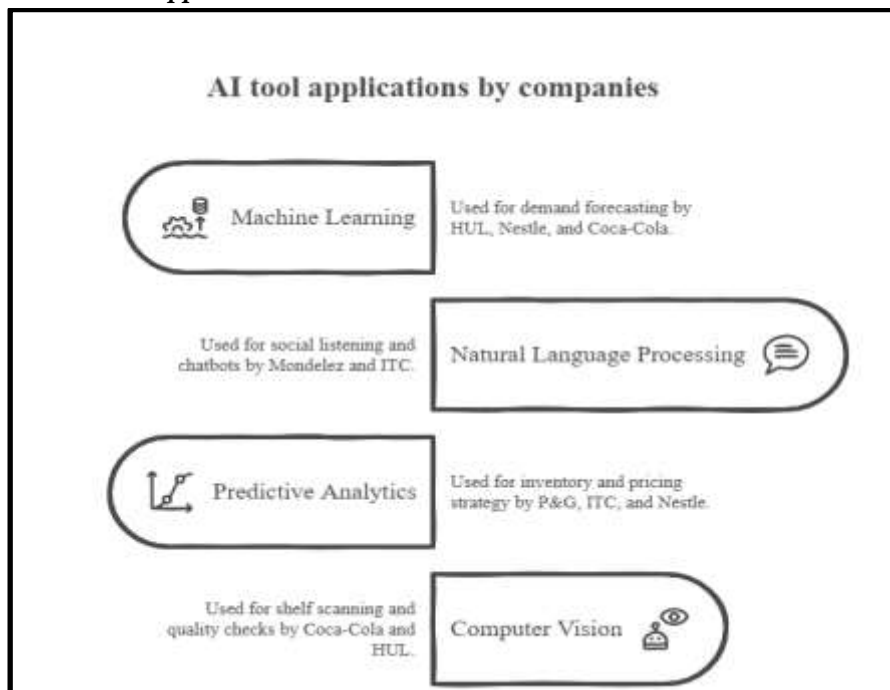 AI tool applications by companies
Machine Learning
Used for demand forecasting by
HUL, Nestle, and Coca-Cola.
Used for social listening and
chatbots by Mondelez and ITC.
Natural Language Processing
Predictive Analytics
Used for inventory and pricing
strategy by P&G, ITC, and Nestle.
Used for shelf scanning and
quality checks by Coca-Cola and
HUL.
Computer Vision